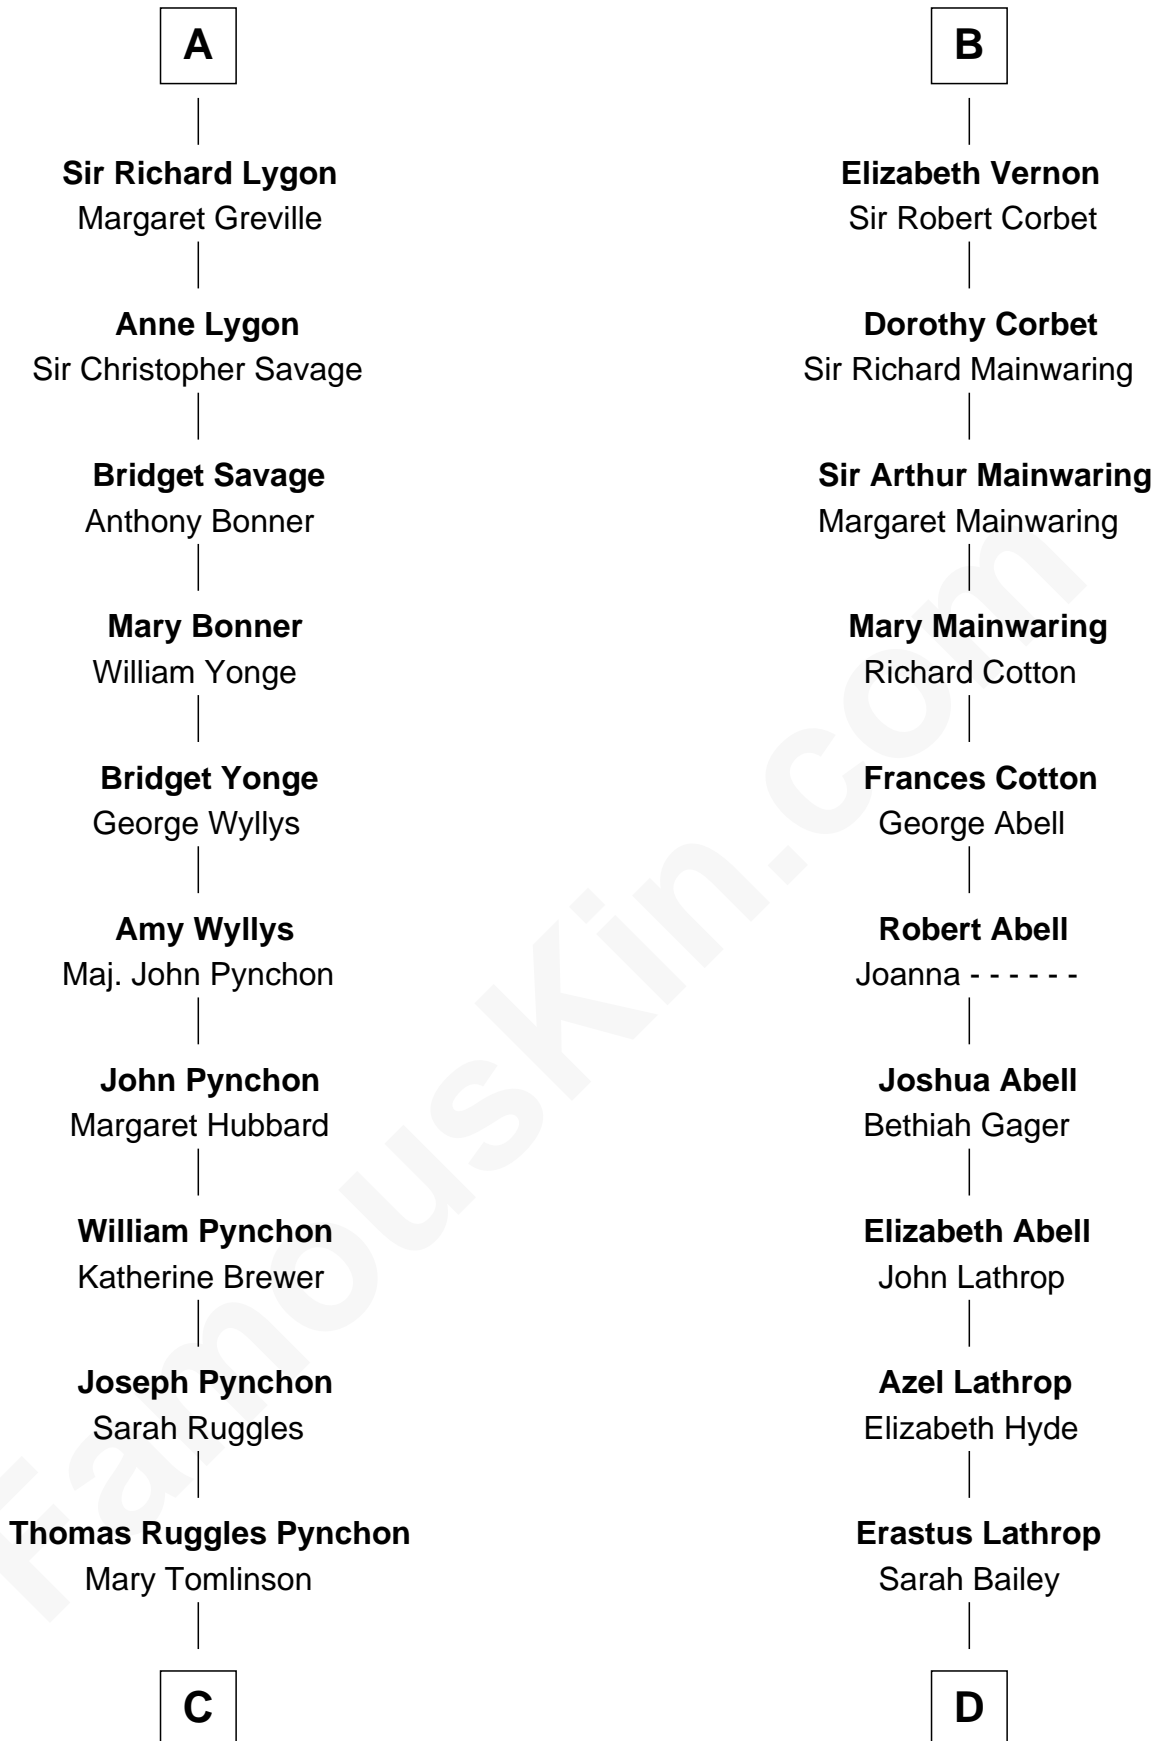 A
Sir Richard Lygon
Margaret Greville
Anne Lygon
Sir Christopher Savage
Bridget Savage
Anthony Bonner
Mary Bonner
William Yonge
Bridget Yonge
George Wyllys
Amy Wyllys
Maj. John Pynchon
John Pynchon
Margaret Hubbard
William Pynchon
Katherine Brewer
Joseph Pynchon
Sarah Ruggles
Thomas Ruggles Pynchon
Mary Tomlinson
C
B
Elizabeth Vernon
Sir Robert Corbet
Dorothy Corbet
Sir Richard Mainwaring
Sir Arthur Mainwaring
Margaret Mainwaring
Mary Mainwaring
Richard Cotton
Frances Cotton
George Abell
Robert Abell
Joanna - - - - - -
Joshua Abell
Bethiah Gager
Elizabeth Abell
John Lathrop
Azel Lathrop
Elizabeth Hyde
Erastus Lathrop
Sarah Bailey
D
FamousKin.com